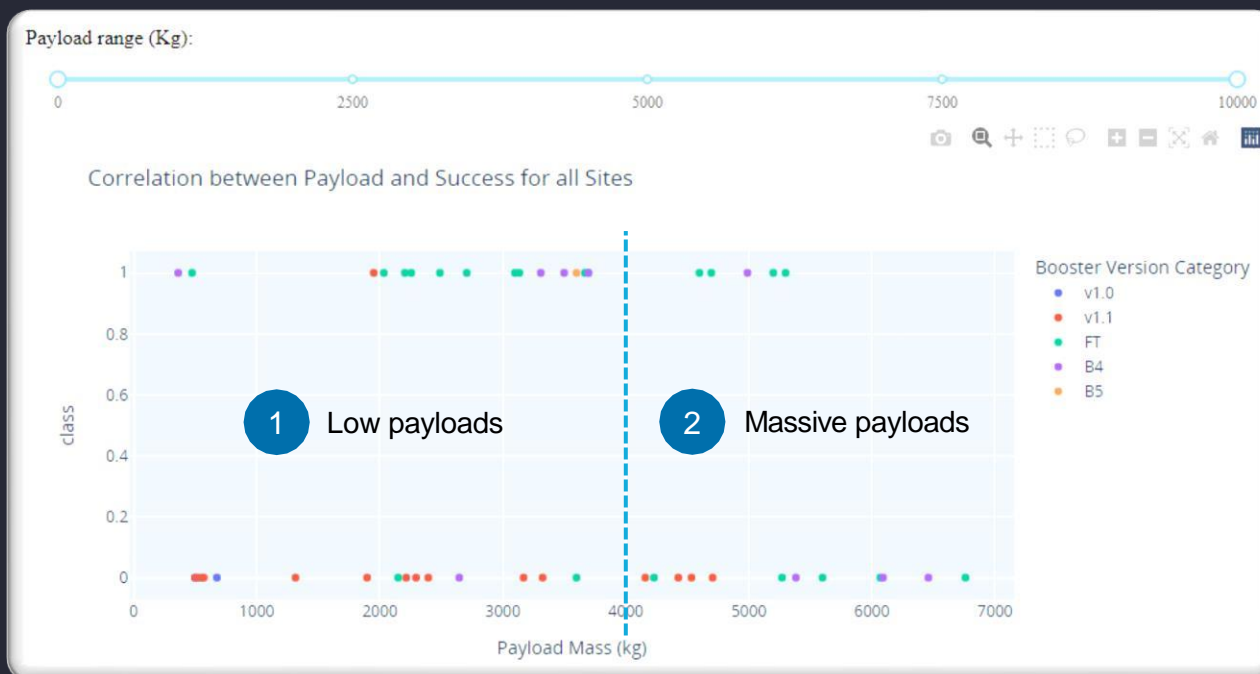 Payload range (Kg):
0 2500 5000 7500 10000
Correlation between Payload and Success for all Sites
Booster Version Category
v1.0
v1.1
FT
B4
B5
1
0.8
0.6
0.4
0.2
0
class
1 Low payloads
2 Massive payloads
0 1000 2000 3000 4000 5000 6000 7000
Payload Mass (kg)